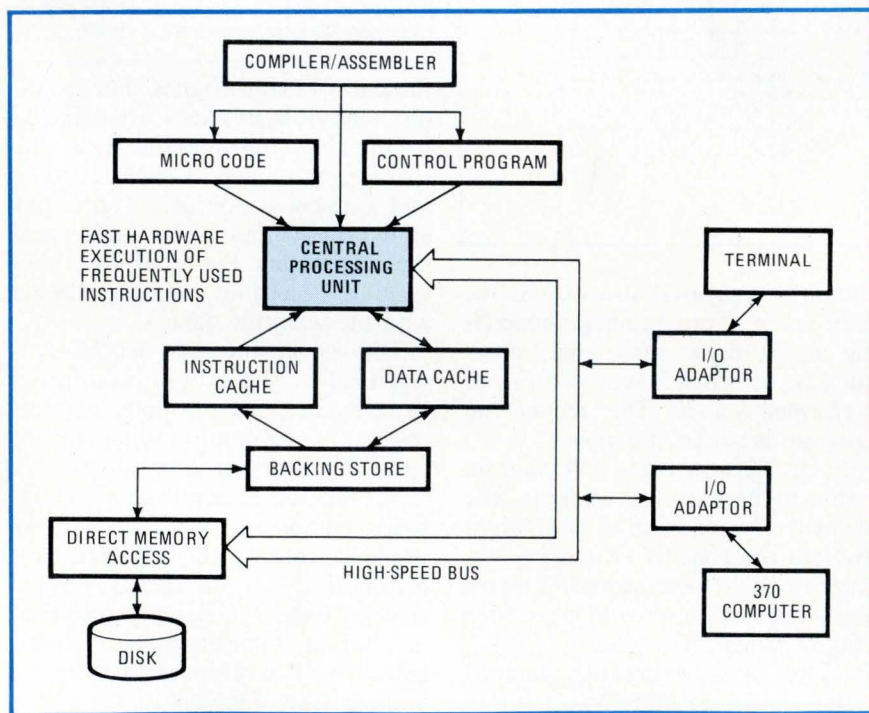 COMPILER/ASSEMBLER
MICRO CODE
CONTROL PROGRAM
FAST HARDWARE
EXECUTION OF
FREQUENTLY USED
INSTRUCTIONS
CENTRAL
PROCESSING
UNIT
TERMINAL
I/O
ADAPTOR
INSTRUCTION
CACHE
DATA CACHE
BACKING STORE
I/O
ADAPTOR
DIRECT MEMORY
ACCESS
HIGH-SPEED BUS
370
COMPUTER
DISK